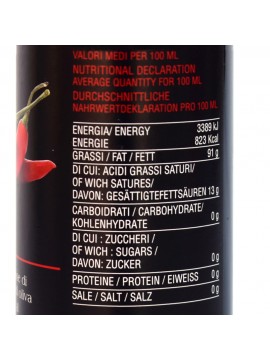 VALORI MEDI PER 100 ML
NUTRITIONAL DECLARATION
AVERAGE QUANTITY FOR 100 ML
DURCHSCHNITTLICHE
NAHRWERTDEKLARATION PRO 100 ML
ENERGIA/ ENERGY 3389 kJ
ENERGIE 823 Kcal
GRASSI / FAT / FETT 91 g
DI CUI: ACIDI GRASSI SATURI/
OF WICH SATURES/
DAVON: GESÄTTIGTEFETTSÄUREN 13 g
CARBOIDRATI / CARBOHYDRATE/
KOHLENHYDRATE 0 g
DI CUI : ZUCCHERI /
OF WICH : SUGARS /
DAVON: ZUCKER 0 g
PROTEINE / PROTEIN / EIWEISS 0 g
SALE / SALT / SALZ 0 g
di